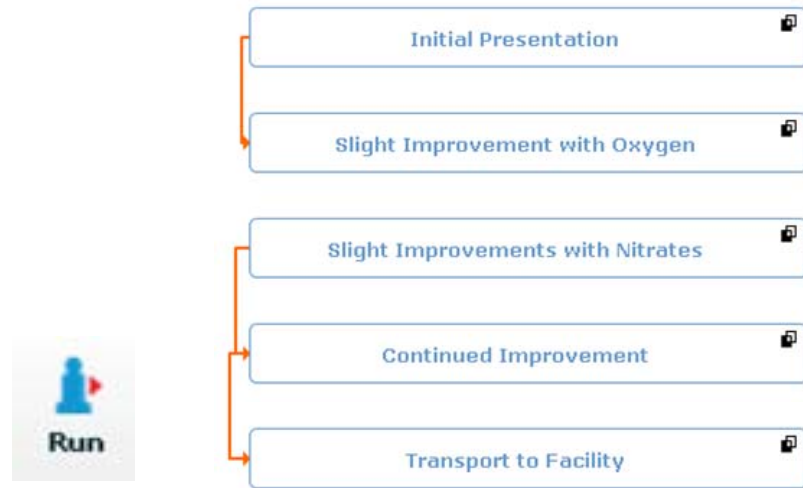 Initial Presentation
Slight Improvement with Oxygen
Slight Improvements with Nitrates
Continued Improvement
Transport to Facility
Run